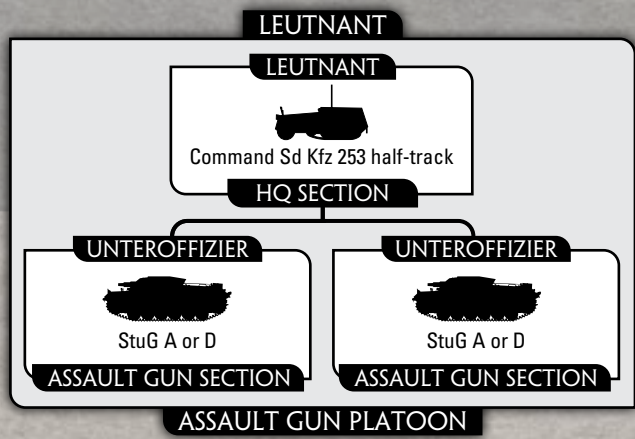 LEUTNANT
LEUTNANT
Command Sd Kfz 253 half-track
HQ SECTION
UNTEROFFIZIER
StuG A or D
ASSAULT GUN SECTION
UNTEROFFIZIER
StuG A or D
ASSAULT GUN SECTION
ASSAULT GUN PLATOON